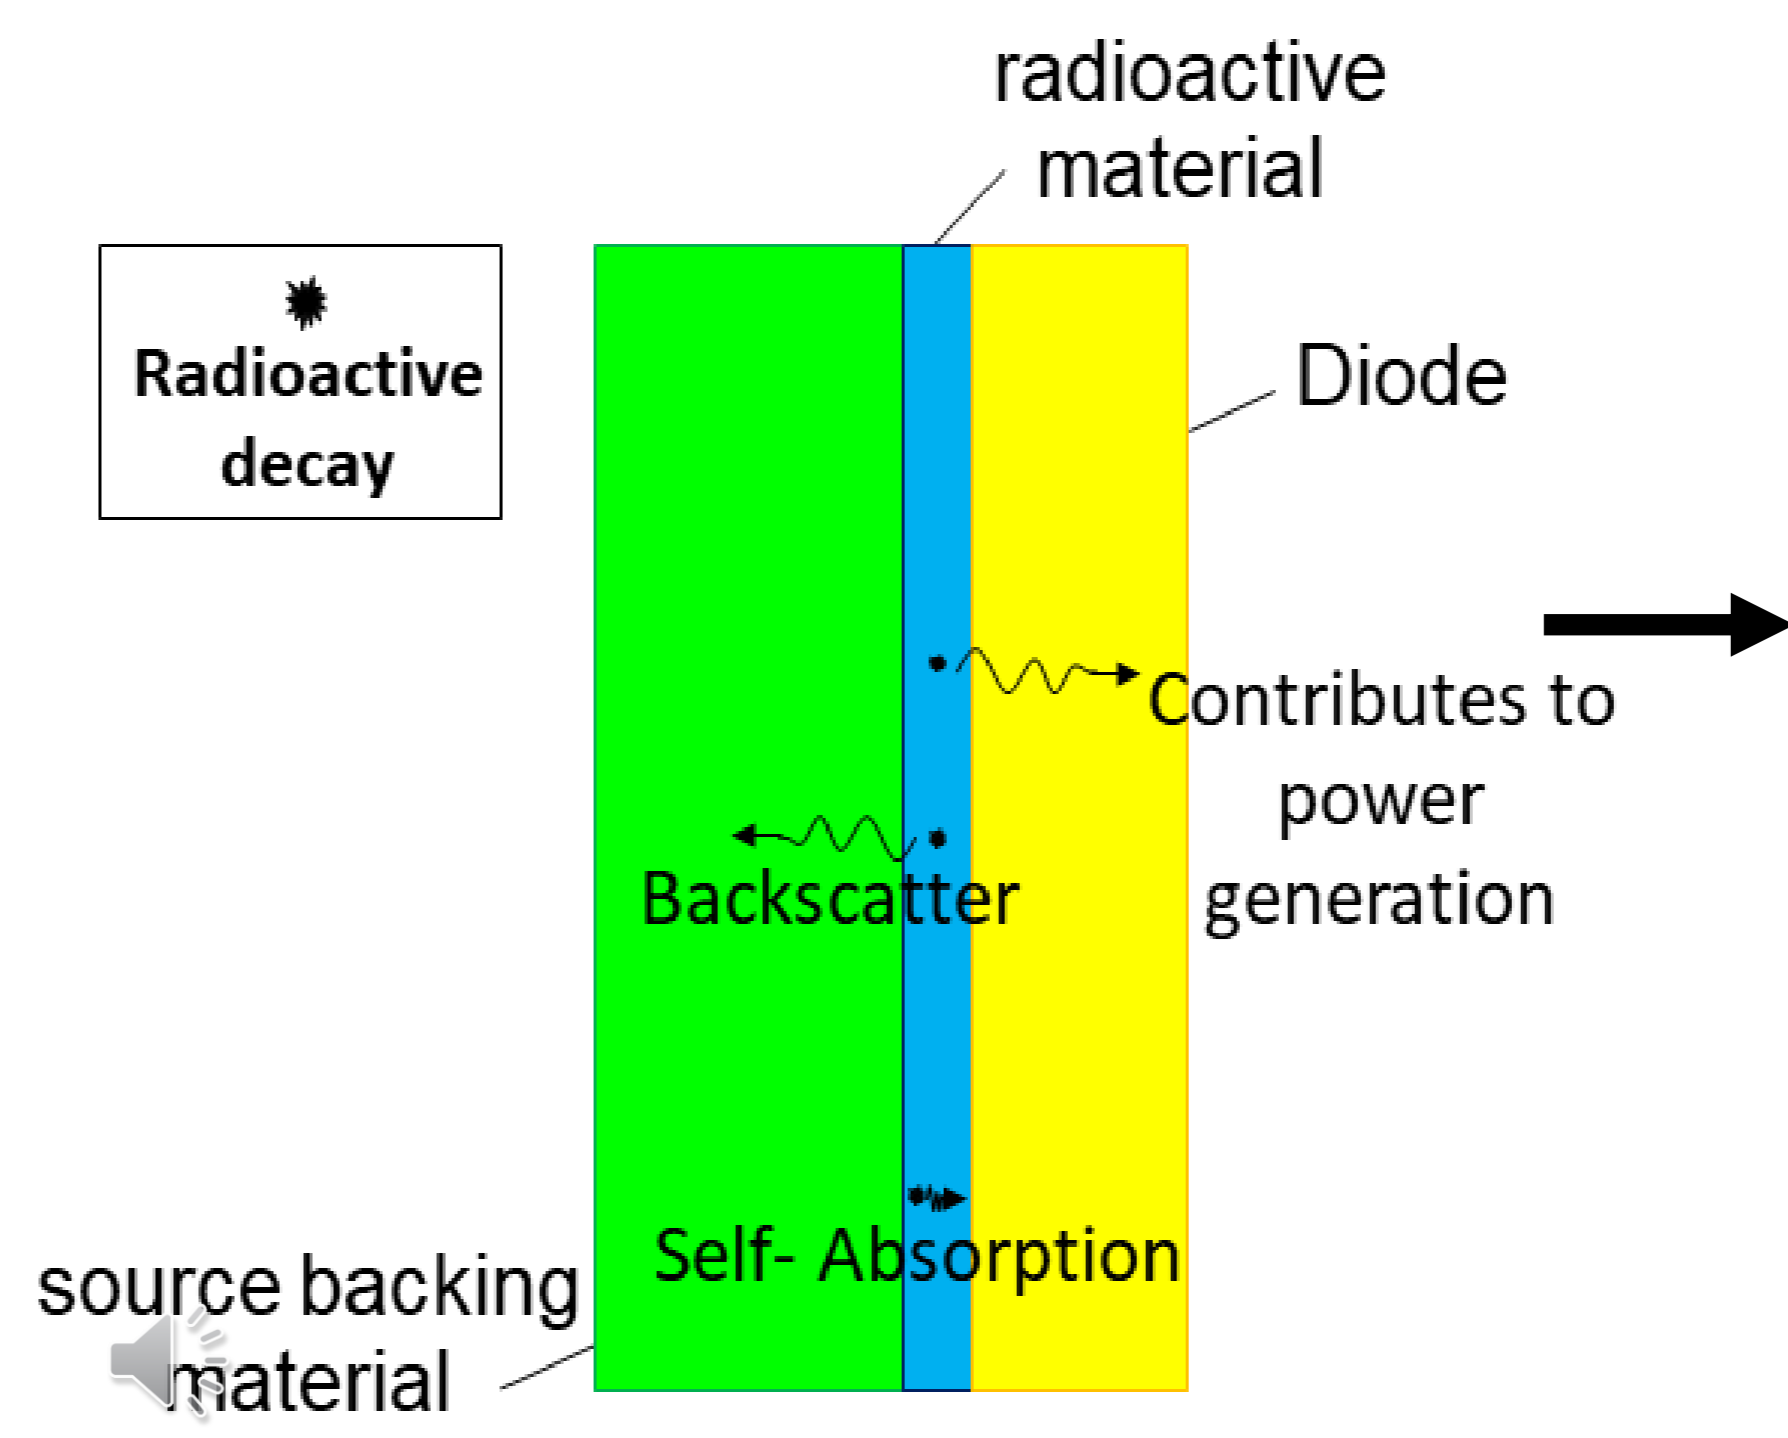 radioactive
material
Radioactive
decay
Diode
Contributes to
power
generation
Backscatter
Self- Absorption
source backing
material